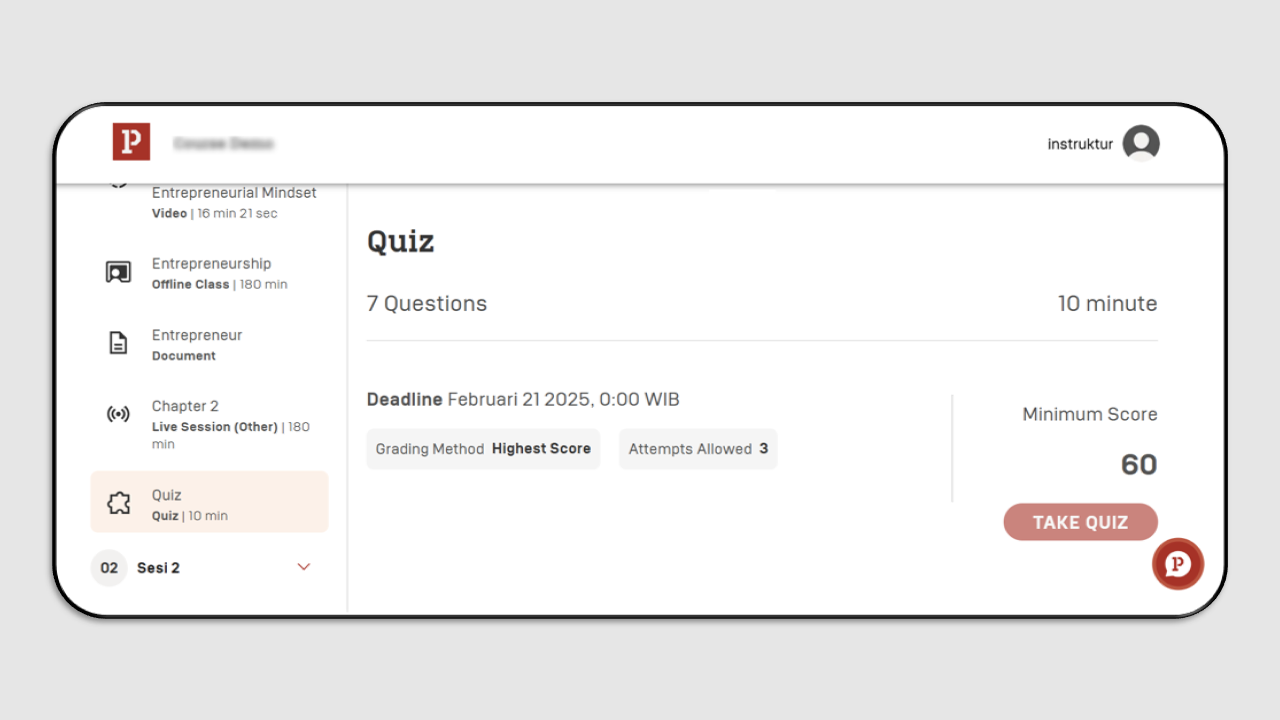 P
instruktur
Entrepreneurial Mindset
Video | 16 min 21 sec
Entrepreneurship
Offline Class | 180 min
Entrepreneur
Document
Chapter 2
Live Session (Other) | 180
min
Quiz
Quiz | 10 min
02 Sesi 2
Quiz
7 Questions
10 minute
Deadline Februari 21 2025, 0:00 WIB
Grading Method Highest Score
Attempts Allowed 3
Minimum Score
60
TAKE QUIZ
P